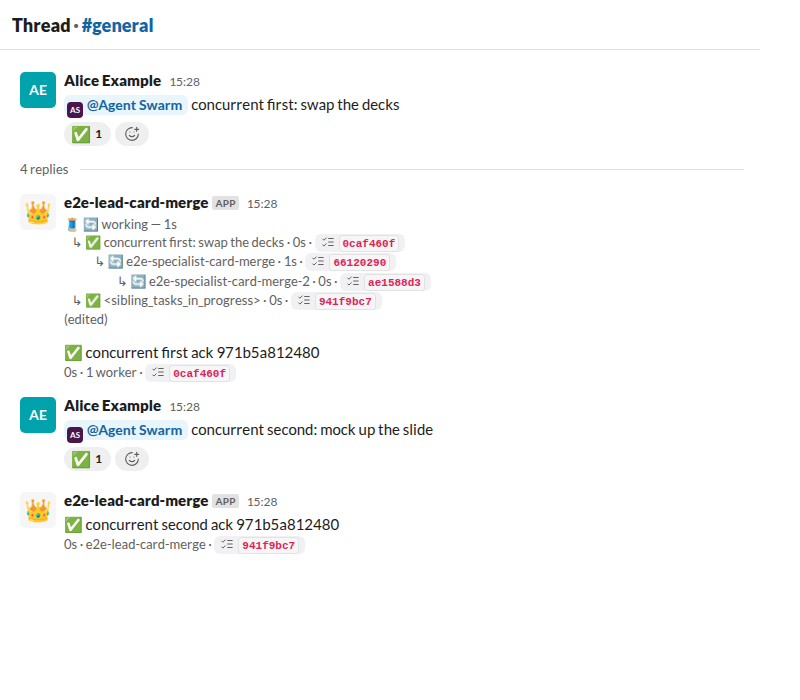 Thread · #general
AE
Alice Example 15:28
AS @Agent Swarm concurrent first: swap the decks
1
4 replies
e2e-lead-card-merge APP 15:28
working — 1s
↳ concurrent first: swap the decks · 0s · 0caf460f
↳ e2e-specialist-card-merge · 1s · 66120290
↳ e2e-specialist-card-merge-2 · 0s · ae1588d3
↳ <sibling_tasks_in_progress> · 0s · 941f9bc7
(edited)
concurrent first ack 971b5a812480
0s · 1 worker · 0caf460f
AE
Alice Example 15:28
AS @Agent Swarm concurrent second: mock up the slide
1
e2e-lead-card-merge APP 15:28
concurrent second ack 971b5a812480
0s · e2e-lead-card-merge · 941f9bc7